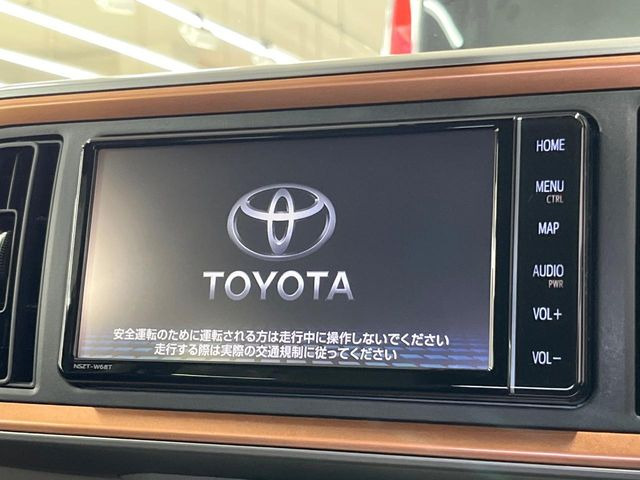 TOYOTA
安全運転のために運転される方は走行中に操作しないでください
走行する際は実際の交通規制に従ってください
NSZT-W68T
HOME
MENU
CTRL
MAP
AUDIO
PWR
VOL+
VOL-